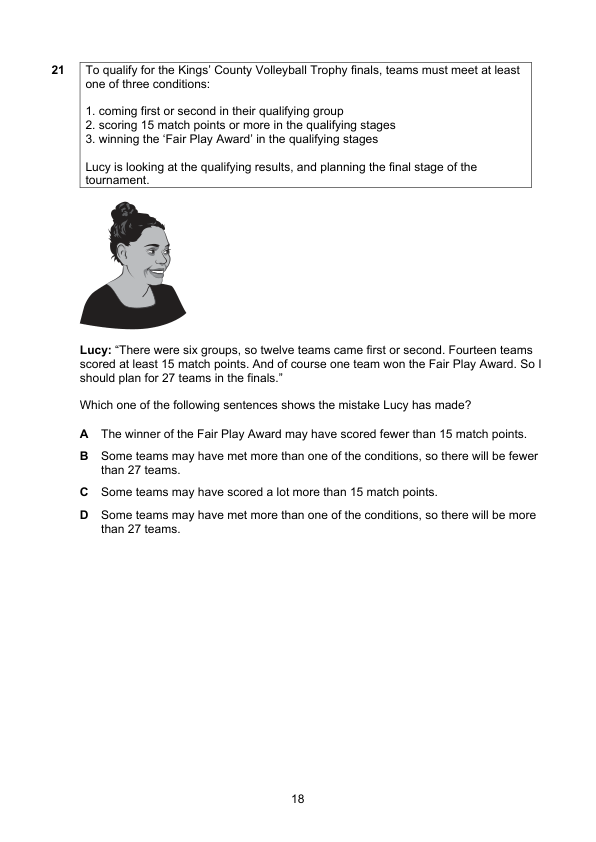 21
To qualify for the Kings’ County Volleyball Trophy finals, teams must meet at least
one of three conditions:
1. coming first or second in their qualifying group
2. scoring 15 match points or more in the qualifying stages
3. winning the ‘Fair Play Award’ in the qualifying stages
Lucy is looking at the qualifying results, and planning the final stage of the
tournament.
Lucy: “There were six groups, so twelve teams came first or second. Fourteen teams
scored at least 15 match points. And of course one team won the Fair Play Award. So I
should plan for 27 teams in the finals.”
Which one of the following sentences shows the mistake Lucy has made?
A The winner of the Fair Play Award may have scored fewer than 15 match points.
B Some teams may have met more than one of the conditions, so there will be fewer
than 27 teams.
C Some teams may have scored a lot more than 15 match points.
D Some teams may have met more than one of the conditions, so there will be more
than 27 teams.
18